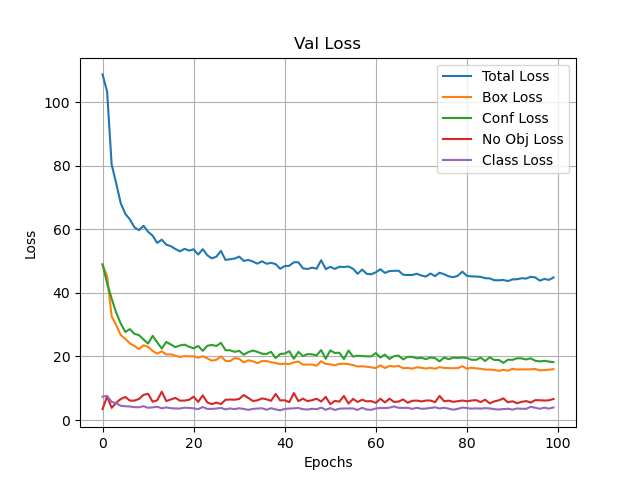 Val Loss
Total Loss
Box Loss
Conf Loss
No Obj Loss
Class Loss
100
80
60
40
20
0
Loss
0 20 40 60 80 100
Epochs